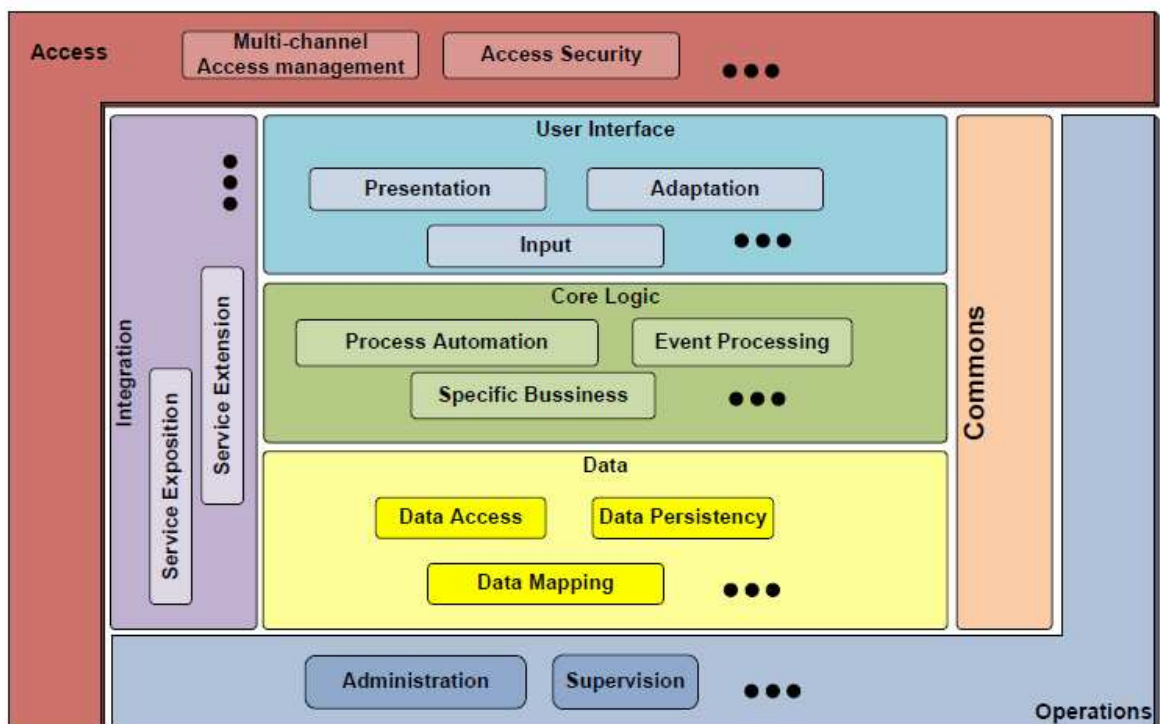 Access
Multi-channel
Access management
Access Security
User Interface
Presentation
Adaptation
Input
Core Logic
Process Automation
Event Processing
Specific Bussiness
Data
Data Access
Data Persistency
Data Mapping
Integration
Service Exposition
Service Extension
Commons
Administration
Supervision
Operations